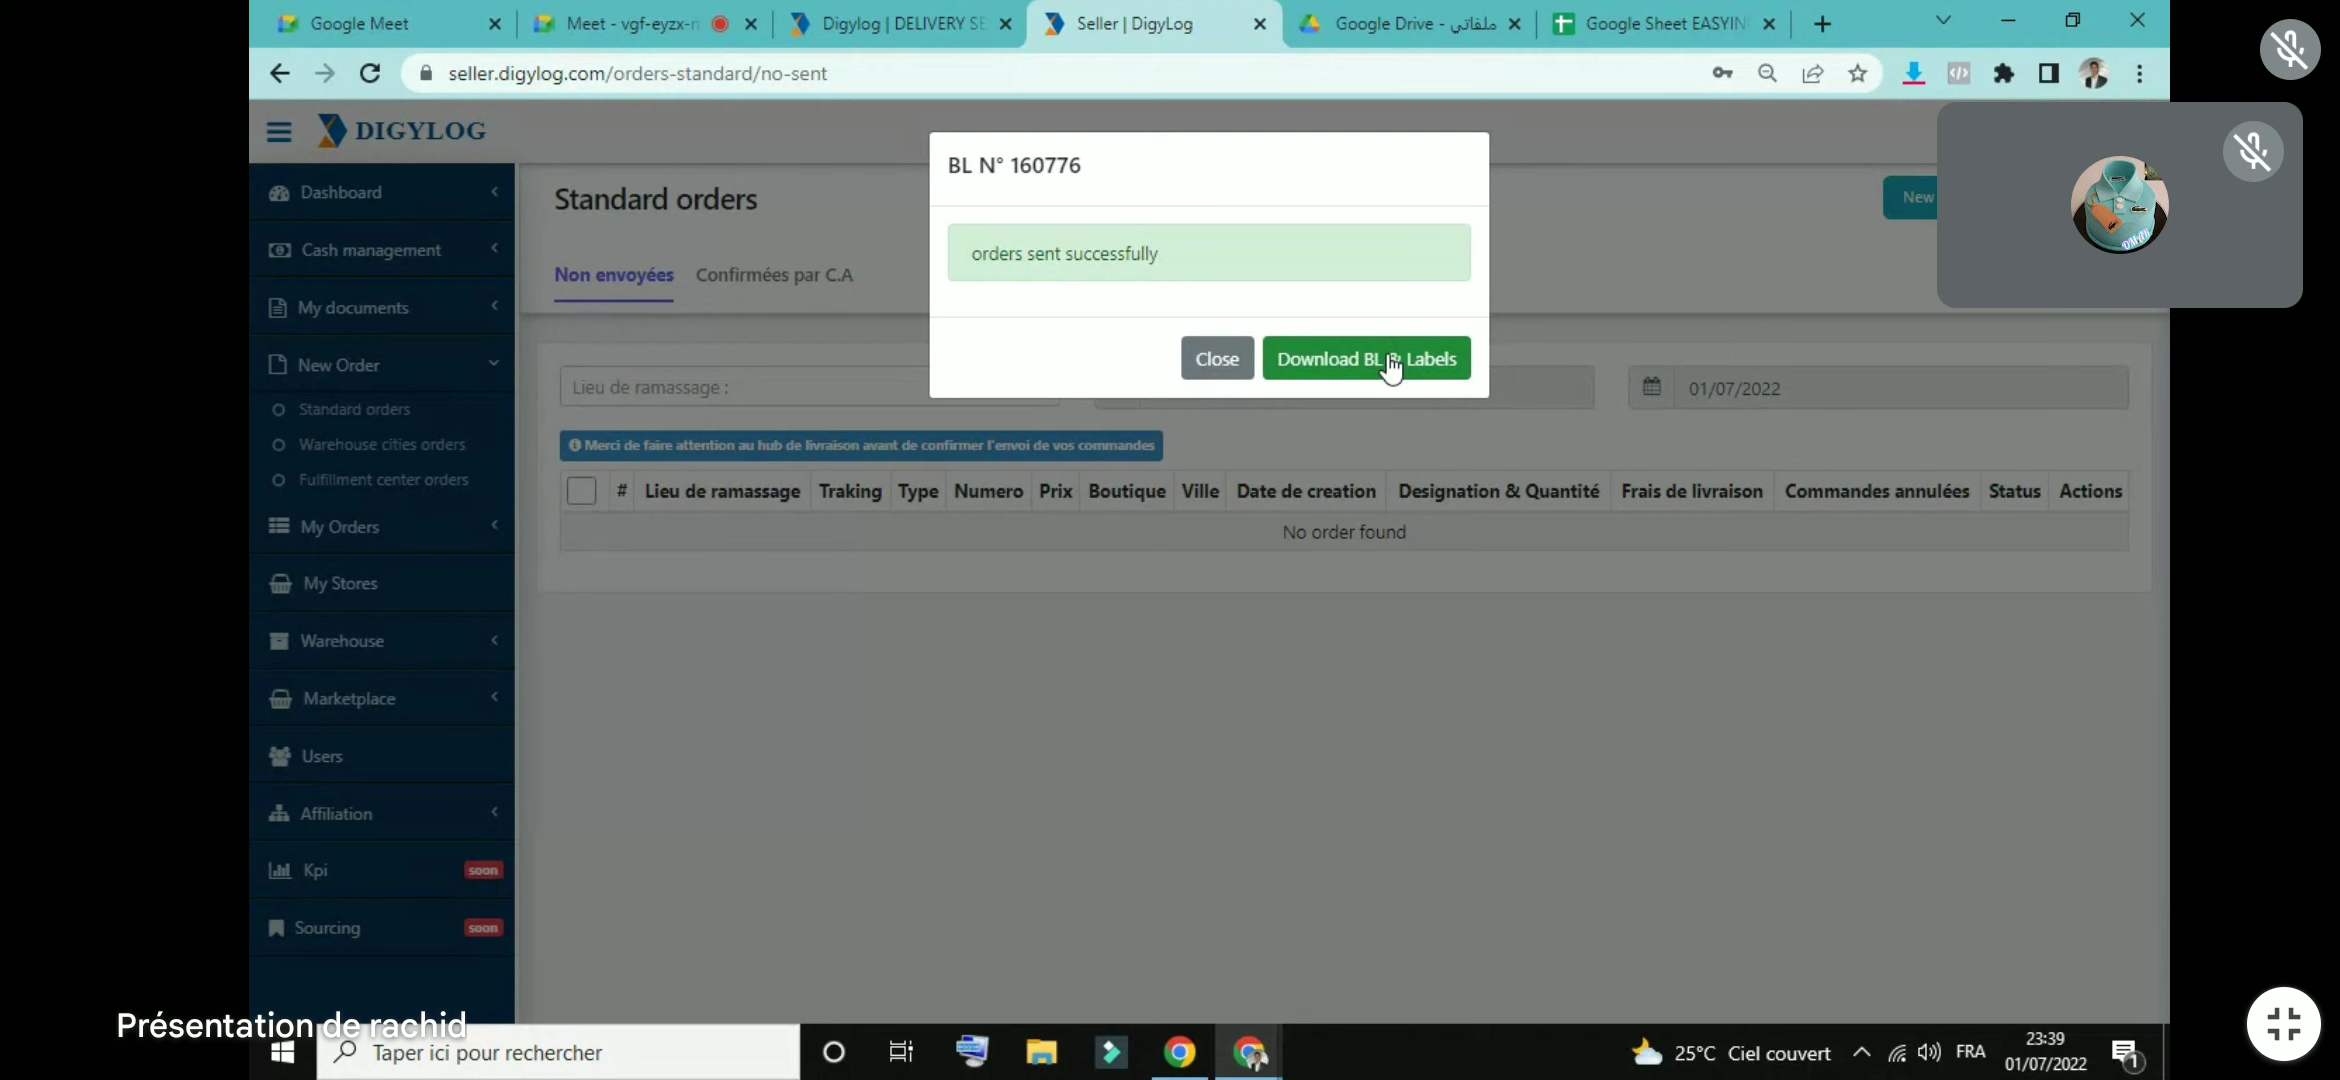 Google Meet
Meet - vgf-eyzx-n
Digylog | DELIVERY SE
Seller | DigyLog
ملفاتي - Google Drive
Google Sheet EASYIN
seller.digylog.com/orders-standard/no-sent
DIGYLOG
Dashboard
Cash management
My documents
New Order
Standard orders
Warehouse cities orders
Fulfillment center orders
My Orders
My Stores
Warehouse
Marketplace
Users
Affiliation
Kpi
soon
Sourcing
soon
Standard orders
New
Non envoyées
Confirmées par C.A
BL N° 160776
orders sent successfully
Close
Download BL & Labels
Lieu de ramassage :
01/07/2022
Merci de faire attention au hub de livraison avant de confirmer l'envoi de vos commandes
# Lieu de ramassage Traking Type Numero Prix Boutique Ville Date de creation Designation & Quantité Frais de livraison Commandes annulées Status Actions
No order found
Présentation de rachid
Taper ici pour rechercher
25°C Ciel couvert
FRA
23:39
01/07/2022
1